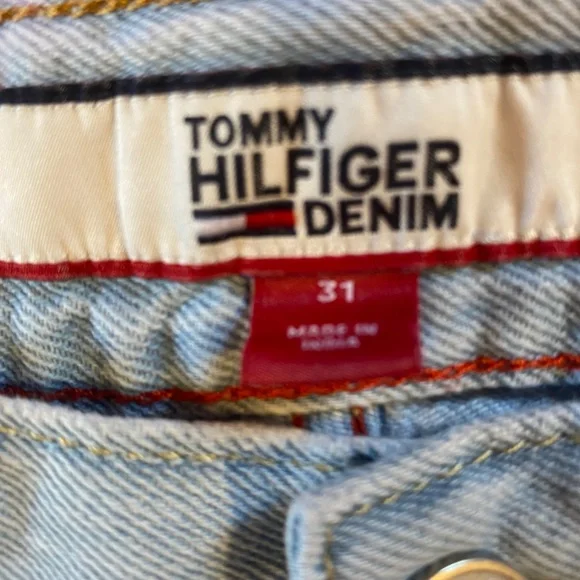 TOMMY
HILFIGER
DENIM
31
MADE IN
INDIA